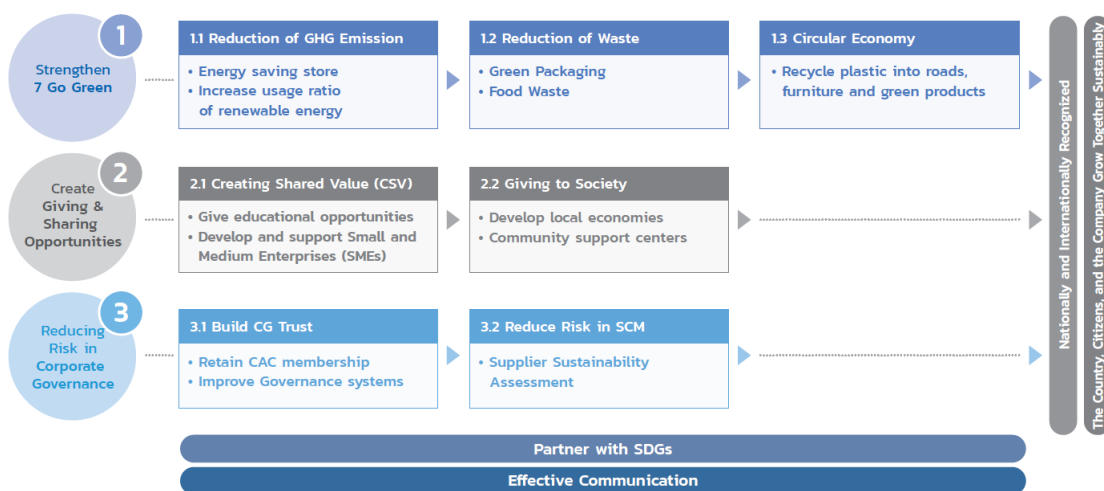 1
Strengthen
7 Go Green
1.1 Reduction of GHG Emission
• Energy saving store
• Increase usage ratio
of renewable energy
1.2 Reduction of Waste
• Green Packaging
• Food Waste
1.3 Circular Economy
• Recycle plastic into roads,
furniture and green products
2
Create
Giving &
Sharing
Opportunities
2.1 Creating Shared Value (CSV)
• Give educational opportunities
• Develop and support Small and
Medium Enterprises (SMEs)
2.2 Giving to Society
• Develop local economies
• Community support centers
3
Reducing
Risk in
Corporate
Governance
3.1 Build CG Trust
• Retain CAC membership
• Improve Governance systems
3.2 Reduce Risk in SCM
• Supplier Sustainability
Assessment
Nationally and Internationally Recognized
The Country, Citizens, and the Company Grow Together Sustainably
Partner with SDGs
Effective Communication